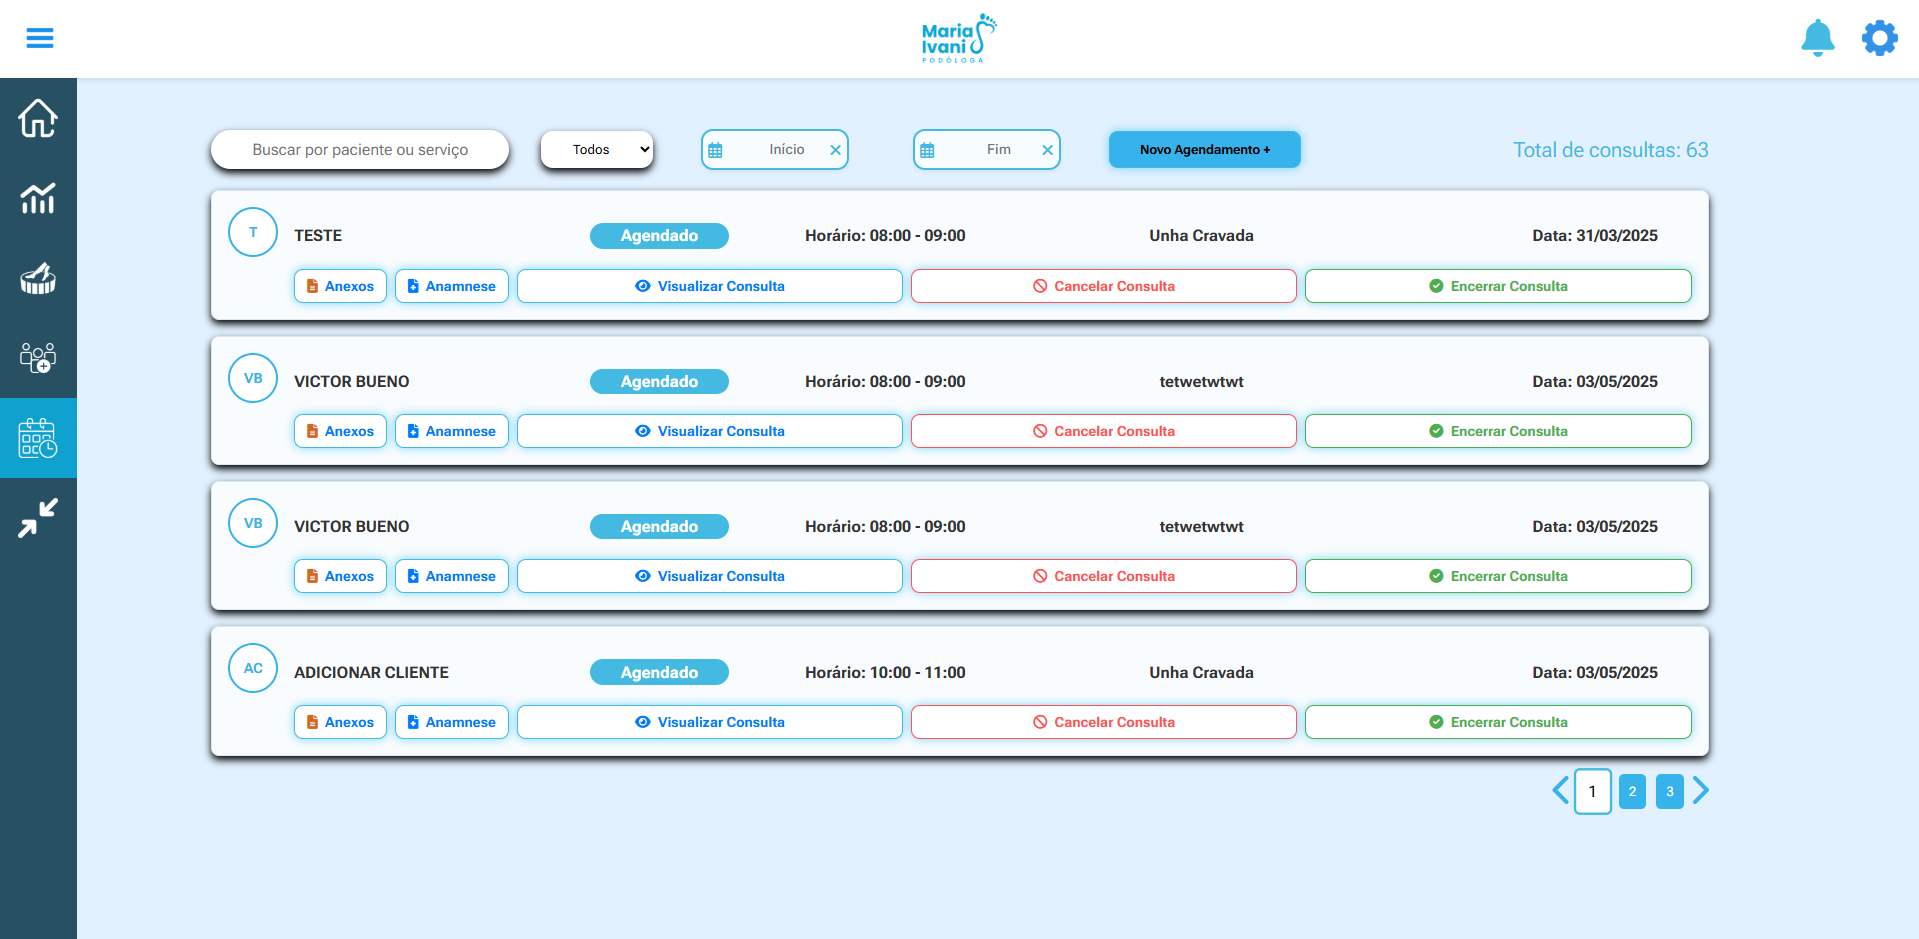 Maria
Ivani
PODÓLOGA
Buscar por paciente ou serviço
Todos
Início
Fim
Novo Agendamento +
Total de consultas: 63
T TESTE Agendado Horário: 08:00 - 09:00 Unha Cravada Data: 31/03/2025
Anexos Anamnese Visualizar Consulta Cancelar Consulta Encerrar Consulta
VB VICTOR BUENO Agendado Horário: 08:00 - 09:00 tetwetwtwt Data: 03/05/2025
Anexos Anamnese Visualizar Consulta Cancelar Consulta Encerrar Consulta
VB VICTOR BUENO Agendado Horário: 08:00 - 09:00 tetwetwtwt Data: 03/05/2025
Anexos Anamnese Visualizar Consulta Cancelar Consulta Encerrar Consulta
AC ADICIONAR CLIENTE Agendado Horário: 10:00 - 11:00 Unha Cravada Data: 03/05/2025
Anexos Anamnese Visualizar Consulta Cancelar Consulta Encerrar Consulta
1 2 3